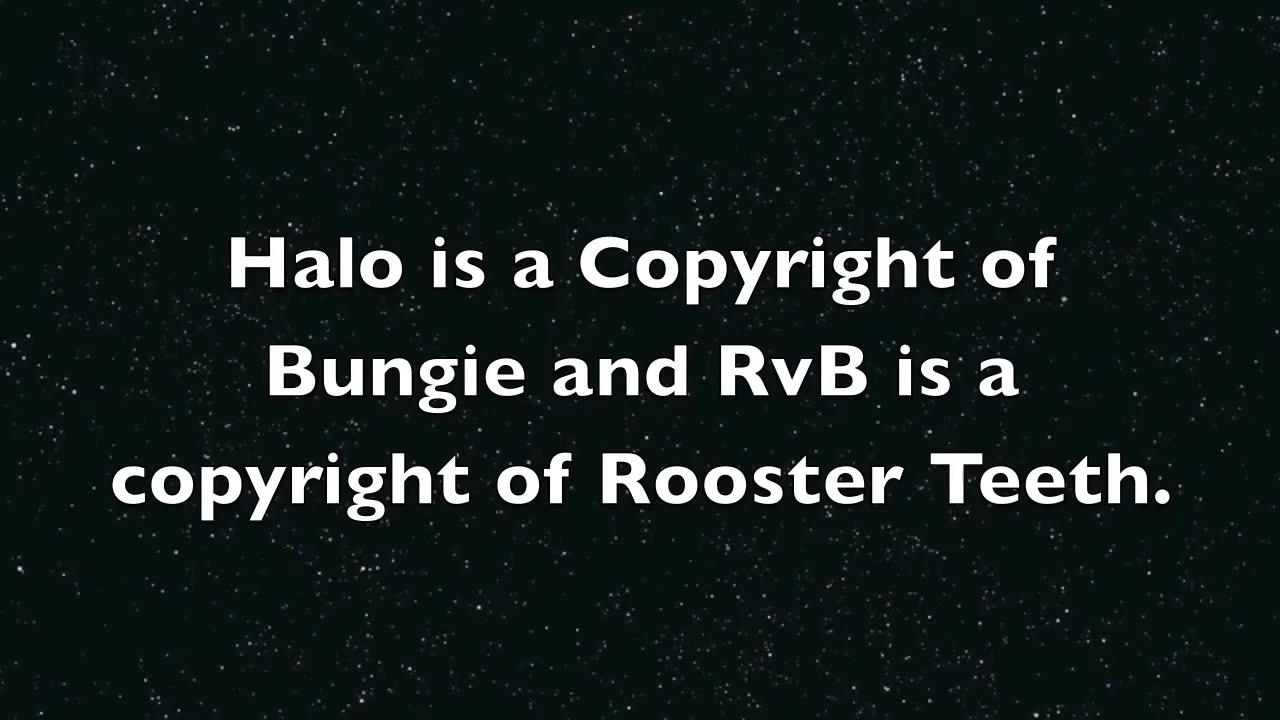 Halo is a Copyright of
Bungie and RvB is a
copyright of Rooster Teeth.